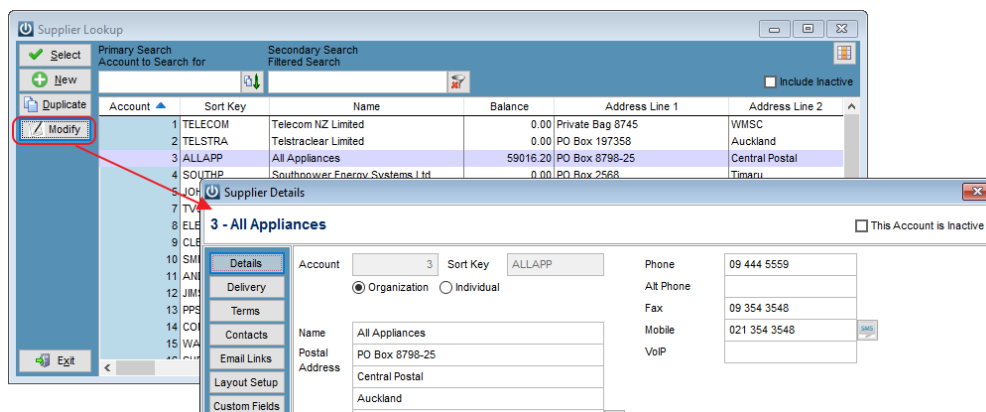 Supplier Lookup
Select
Primary Search
Account to Search for
Secondary Search
Filtered Search
New
Include Inactive
Duplicate
Account Sort Key Name Balance Address Line 1 Address Line 2
Modify
1 TELECOM Telecom NZ Limited 0.00 Private Bag 8745 WMSC
2 TELSTRA Telstraclear Limited 0.00 PO Box 197358 Auckland
3 ALLAPP All Appliances 59016.20 PO Box 8798-25 Central Postal
4 SOUTHP Southpower Energy Systems Ltd 0.00 PO Box 2568 Timaru
5
7
8 ELE
9 CLE
10
11
12
13 PPS
14
15 WA
Exit
Supplier Details
3 - All Appliances
This Account is Inactive
Details
Delivery
Terms
Contacts
Email Links
Layout Setup
Custom Fields
Account 3 Sort Key ALLAPP
Organization Individual
Name All Appliances
Postal
Address
PO Box 8798-25
Central Postal
Auckland
Phone 09 444 5559
Alt Phone
Fax 09 354 3548
Mobile 021 354 3548 SMS
VoIP